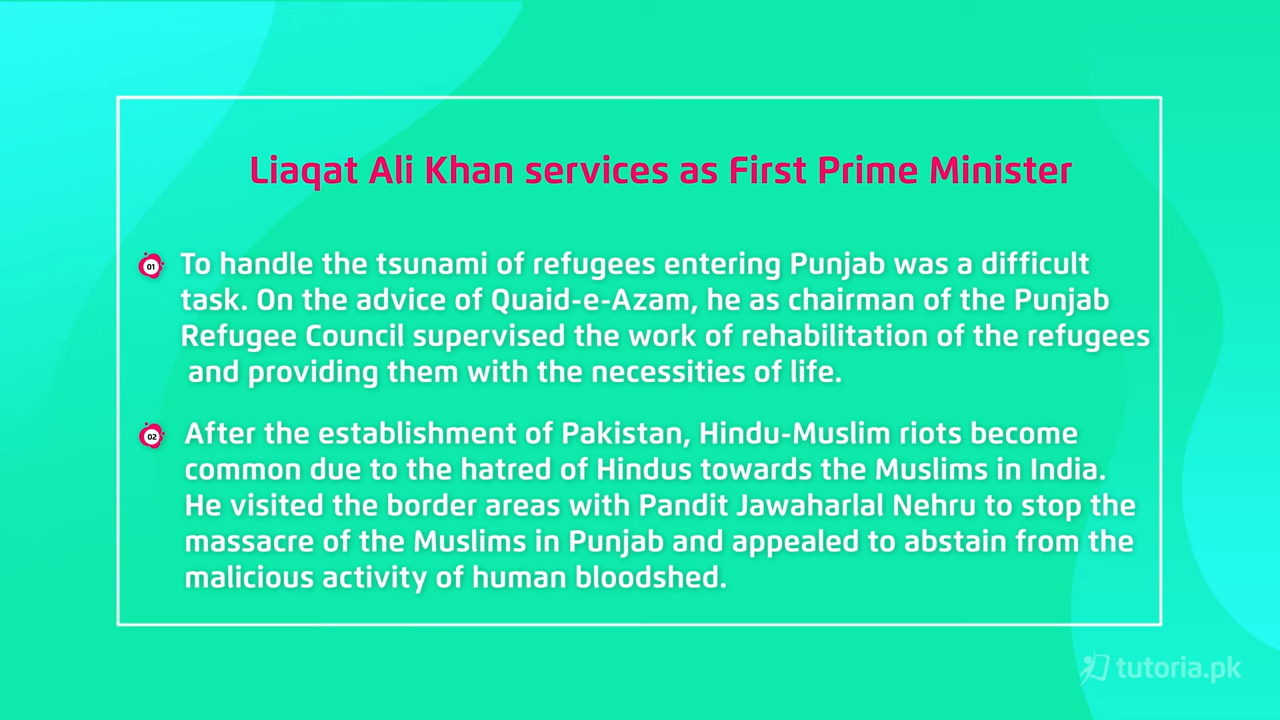 Liaqat Ali Khan services as First Prime Minister
01 To handle the tsunami of refugees entering Punjab was a difficult
task. On the advice of Quaid-e-Azam, he as chairman of the Punjab
Refugee Council supervised the work of rehabilitation of the refugees
and providing them with the necessities of life.
02 After the establishment of Pakistan, Hindu-Muslim riots become
common due to the hatred of Hindus towards the Muslims in India.
He visited the border areas with Pandit Jawaharlal Nehru to stop the
massacre of the Muslims in Punjab and appealed to abstain from the
malicious activity of human bloodshed.
tutoria.pk